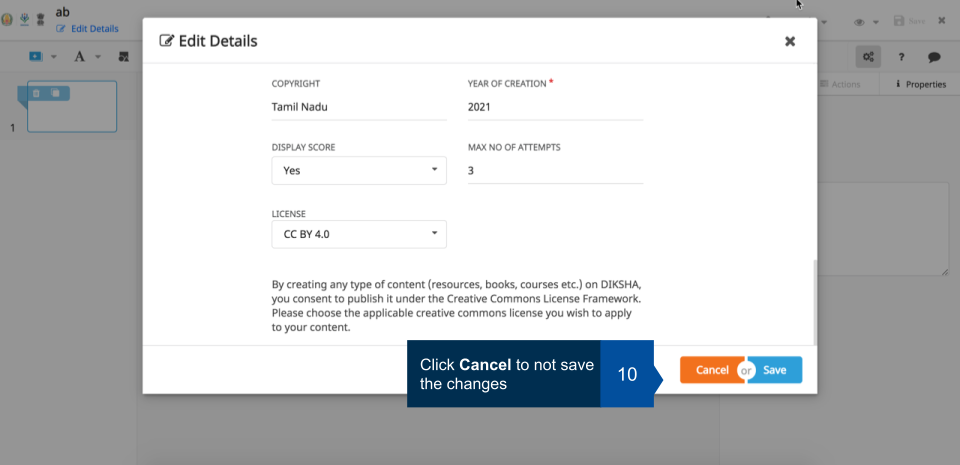 ab
Edit Details
Save
1
Actions
Properties
Edit Details
COPYRIGHT
YEAR OF CREATION *
Tamil Nadu
2021
DISPLAY SCORE
MAX NO OF ATTEMPTS
Yes
3
LICENSE
CC BY 4.0
By creating any type of content (resources, books, courses etc.) on DIKSHA,
you consent to publish it under the Creative Commons License Framework.
Please choose the applicable creative commons license you wish to apply
to your content.
Click Cancel to not save
the changes
10
Cancel or Save